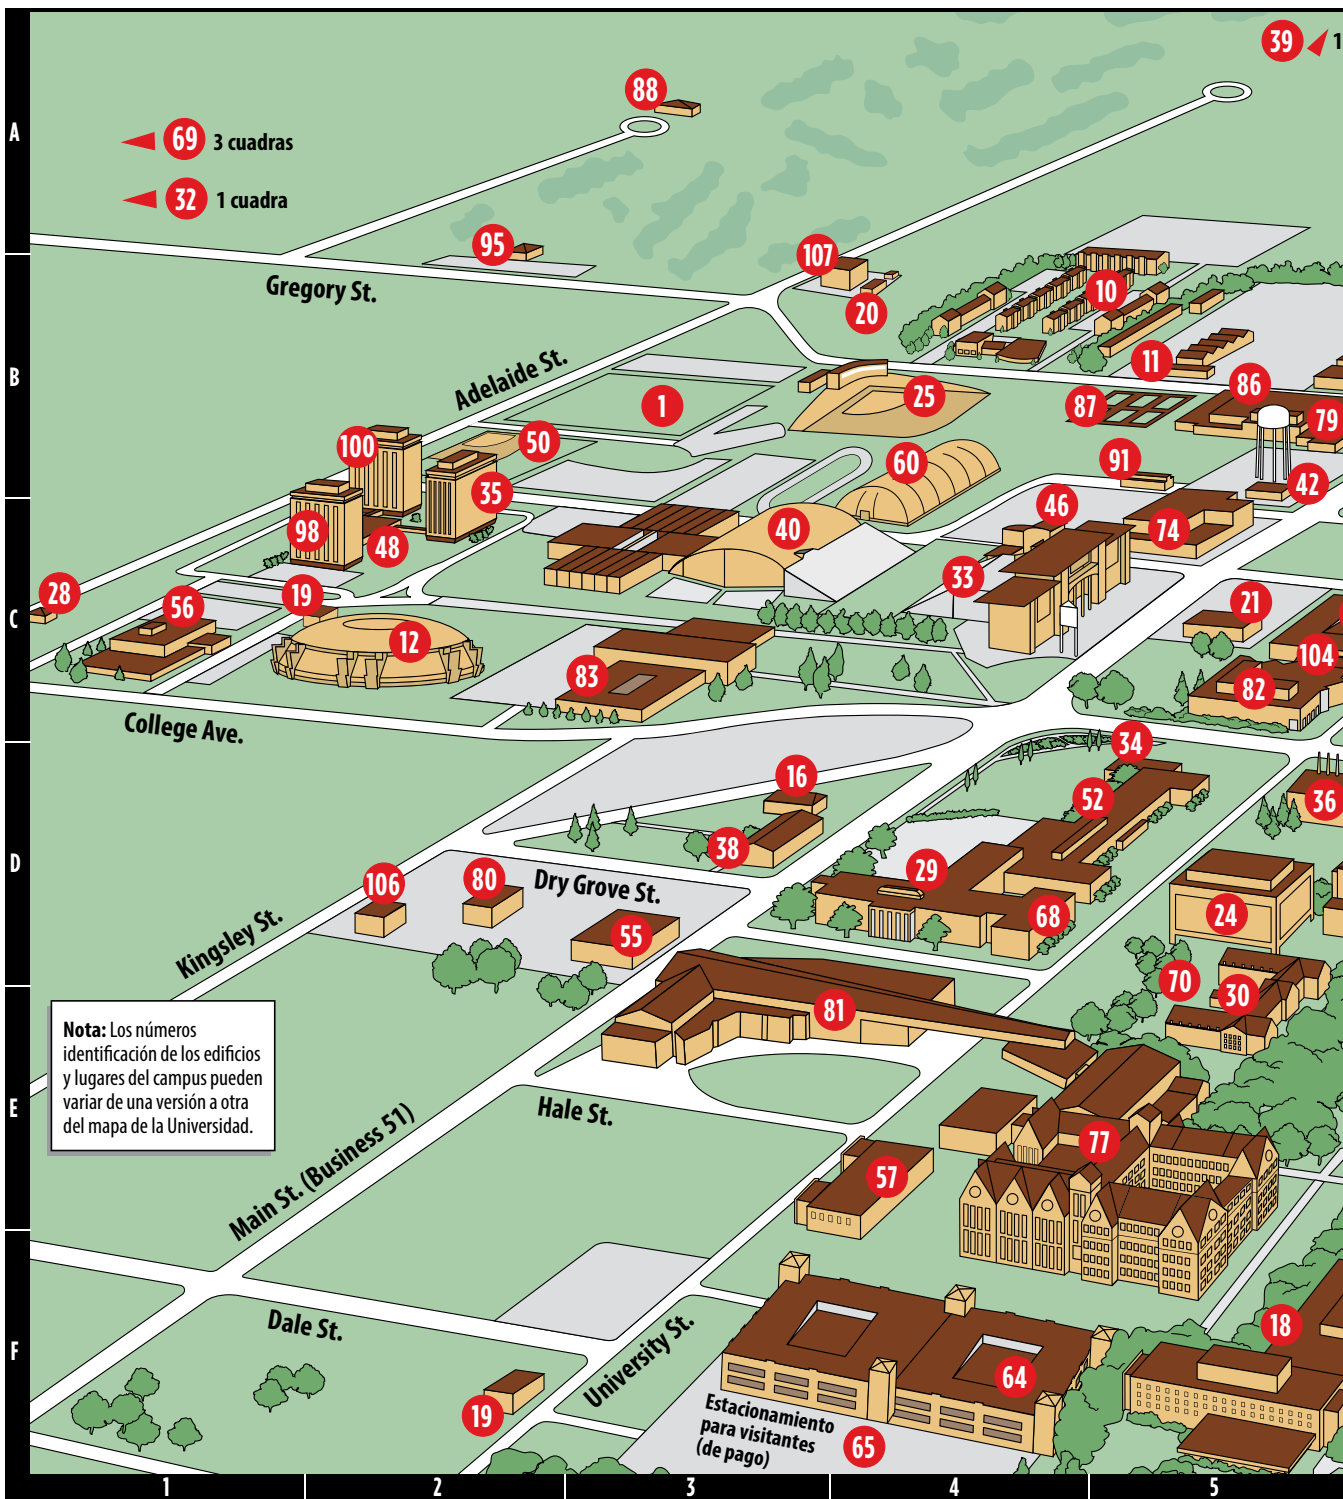 39 1
88
A
69 3 cuadras
32 1 cuadra
95
107
Gregory St.
10
20
B
Adelaide St.
11
86
1
25
87
79
100
50
60
91
35
42
46
98
48
40
74
33
28
19
56
21
C
12
104
83
82
College Ave.
34
16
52
36
38
D
29
106
80
Dry Grove St.
24
68
55
Kingsley St.
70
30
81
Nota: Los números
identificación de los edificios
y lugares del campus pueden
variar de una versión a otra
del mapa de la Universidad.
E
Hale St.
77
Main St. (Business 51)
57
Dale St.
18
F
University St.
64
19
Estacionamiento
para visitantes
(de pago)
65
1 2 3 4 5